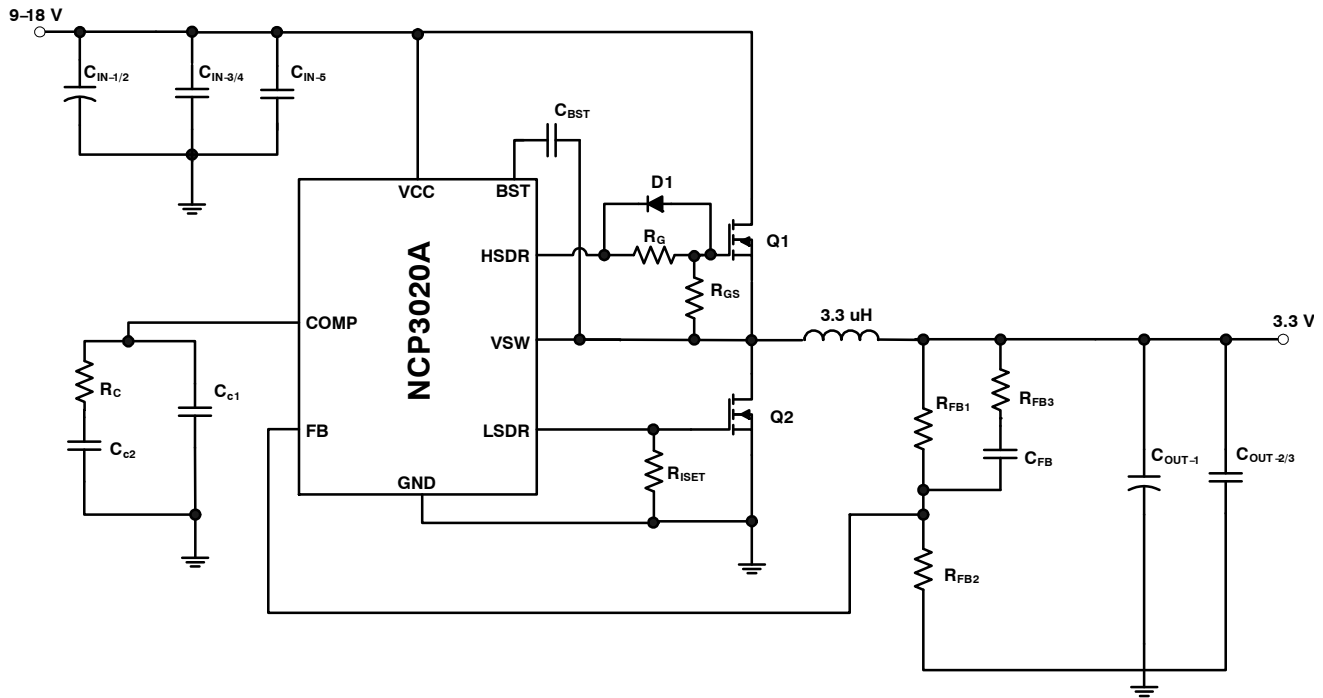 9–18 V
CIN−1/2
CIN−3/4
CIN−5
CBST
VCC
BST
D1
HSDR
RG
Q1
RGS
NCP3020A
COMP
VSW
3.3 uH
3.3 V
RC
Cc1
Cc2
FB
LSDR
Q2
RISET
GND
RFB1
RFB3
CFB
COUT−1
COUT−2/3
RFB2